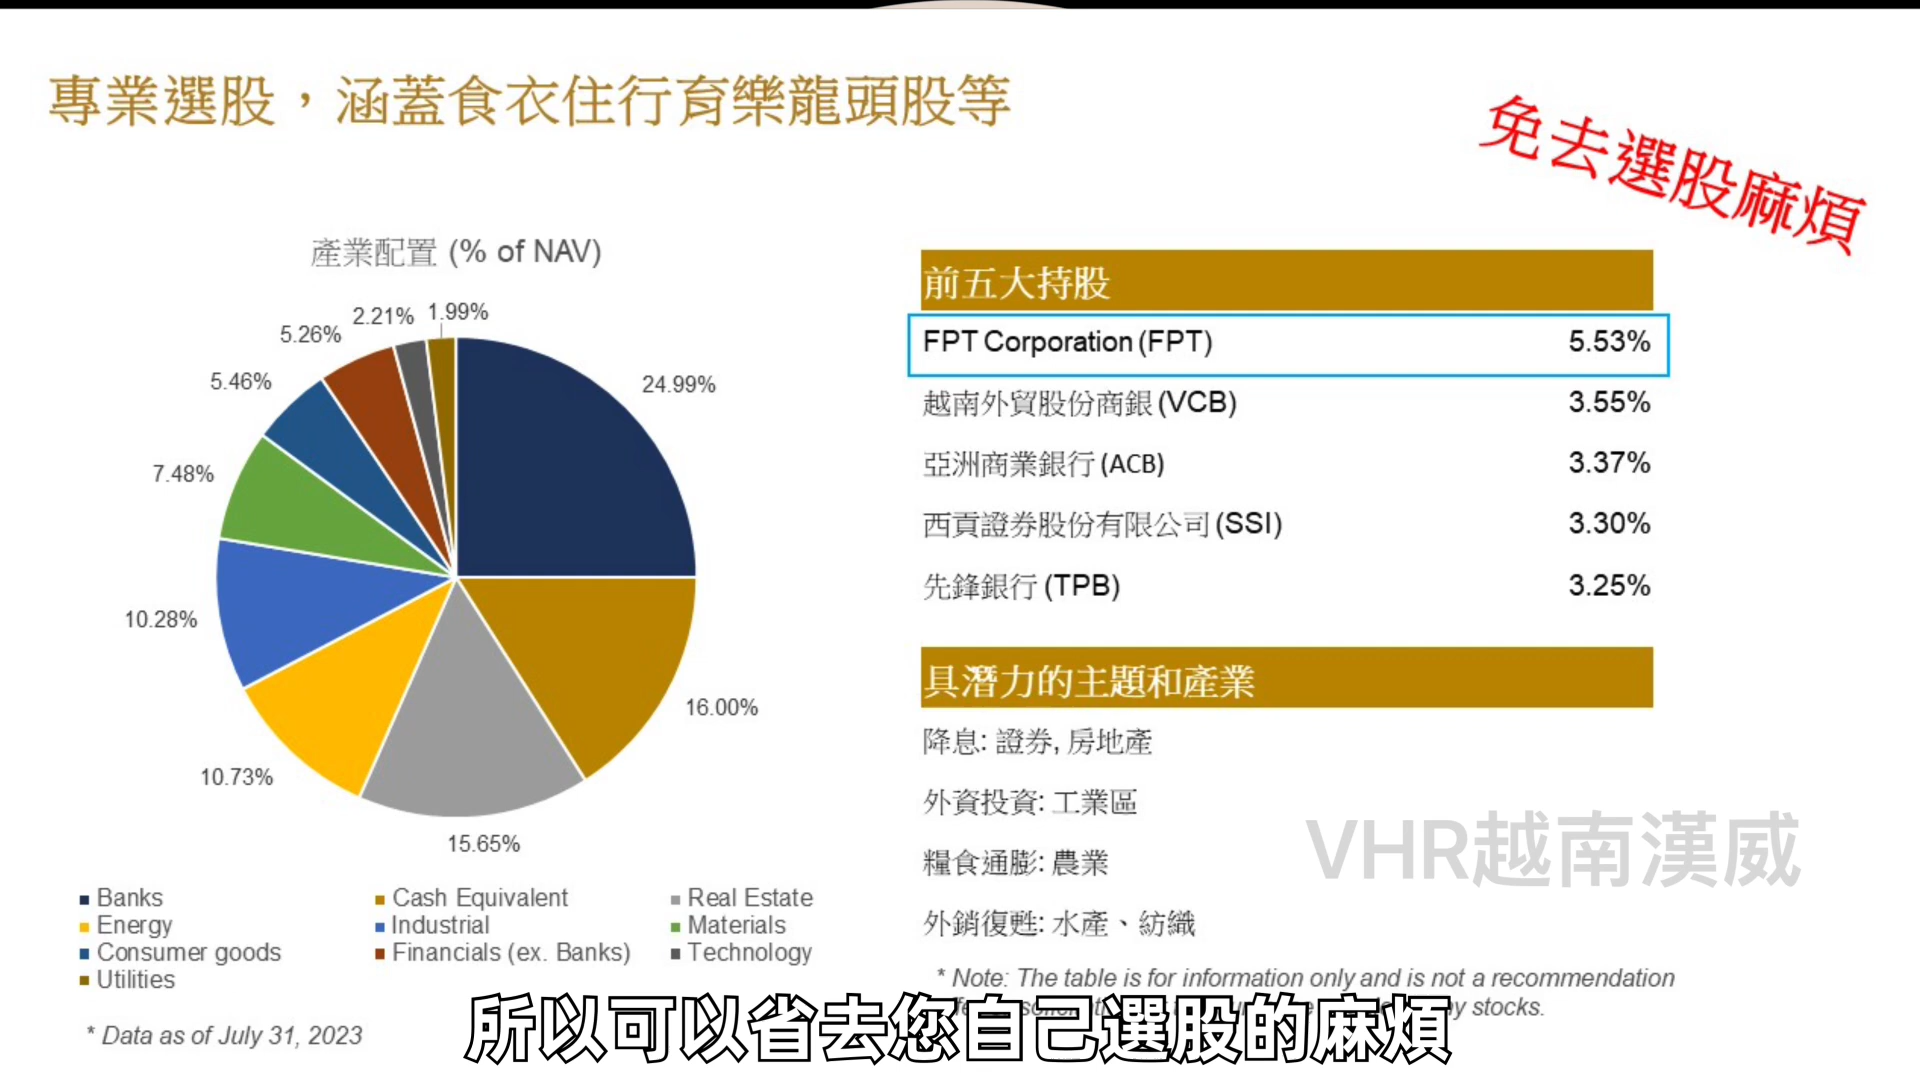 專業選股，涵蓋食衣住行育樂龍頭股等
免去選股麻煩
產業配置 (% of NAV)
24.99%
16.00%
15.65%
10.73%
10.28%
7.48%
5.46%
5.26%
2.21%
1.99%
Banks
Cash Equivalent
Real Estate
Energy
Industrial
Materials
Consumer goods
Financials (ex. Banks)
Technology
Utilities
* Data as of July 31, 2023
前五大持股
FPT Corporation (FPT) 5.53%
越南外貿股份商銀 (VCB) 3.55%
亞洲商業銀行 (ACB) 3.37%
西貢證券股份有限公司 (SSI) 3.30%
先鋒銀行 (TPB) 3.25%
具潛力的主題和產業
降息: 證券, 房地產
外資投資: 工業區
糧食通膨: 農業
外銷復甦: 水產、紡織
VHR越南漢威
* Note: The table is for information only and is not a recommendation
stocks.
所以可以省去您自己選股的麻煩